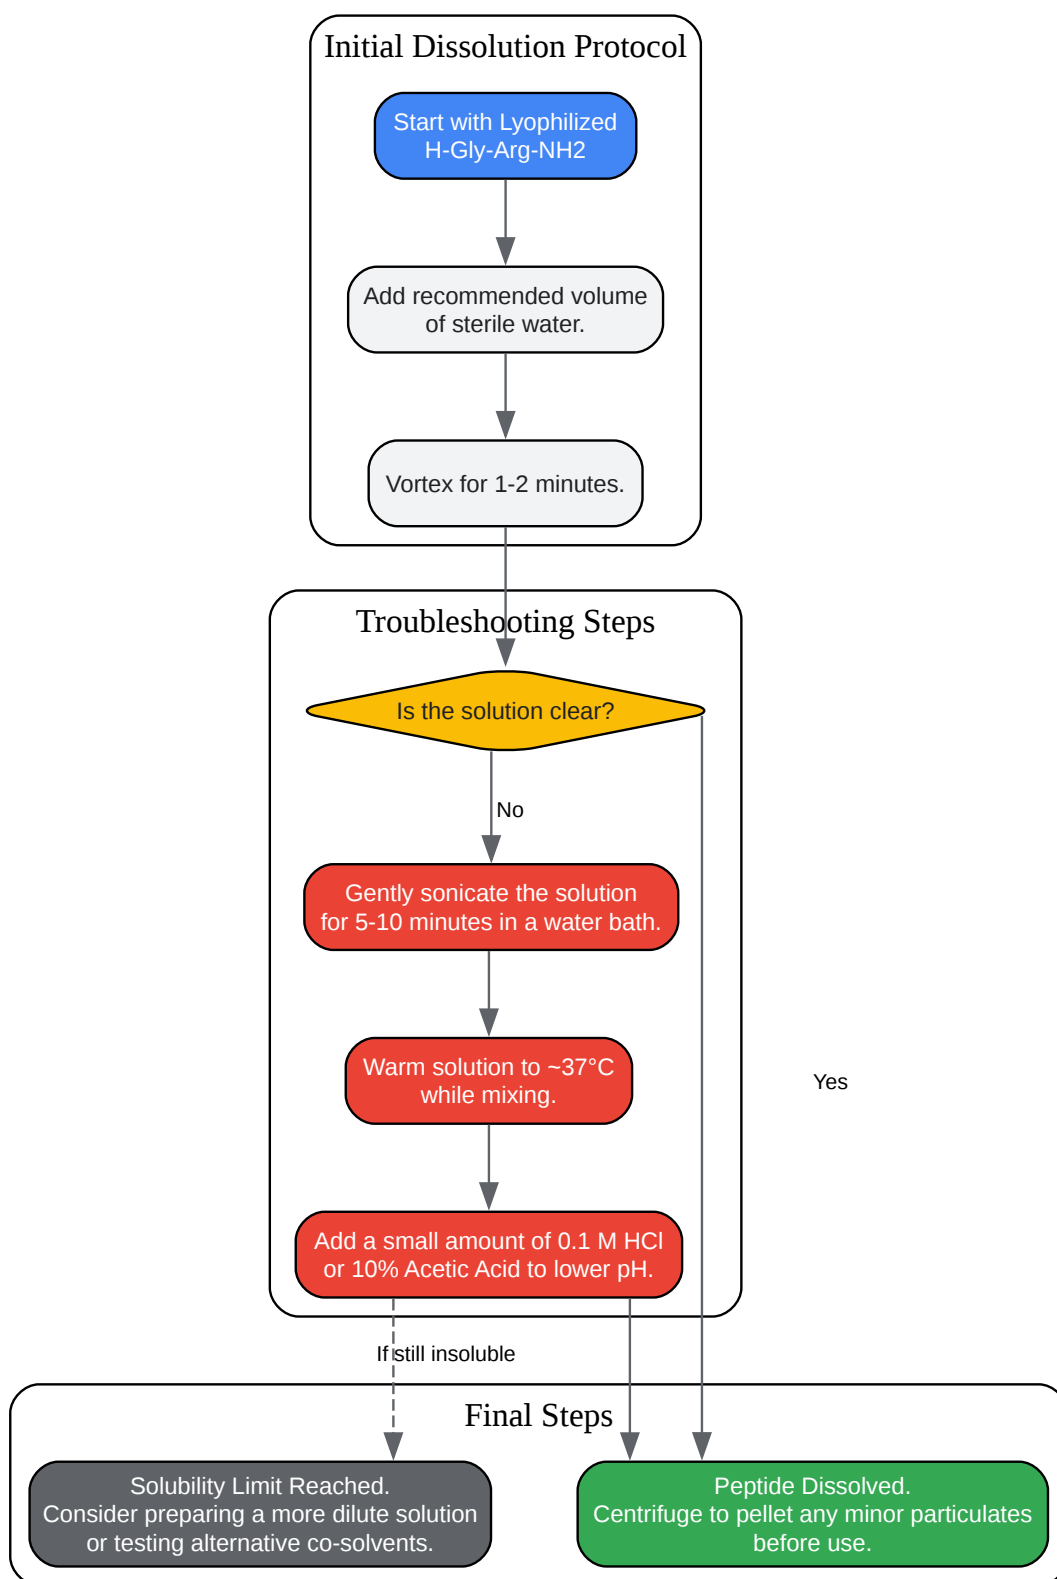 Initial Dissolution Protocol
Start with Lyophilized
H-Gly-Arg-NH2
Add recommended volume
of sterile water.
Vortex for 1-2 minutes.
Troubleshooting Steps
Is the solution clear?
No
Gently sonicate the solution
for 5-10 minutes in a water bath.
Warm solution to ~37°C
while mixing.
Yes
Add a small amount of 0.1 M HCl
or 10% Acetic Acid to lower pH.
If still insoluble
Final Steps
Solubility Limit Reached.
Consider preparing a more dilute solution
or testing alternative co-solvents.
Peptide Dissolved.
Centrifuge to pellet any minor particulates
before use.